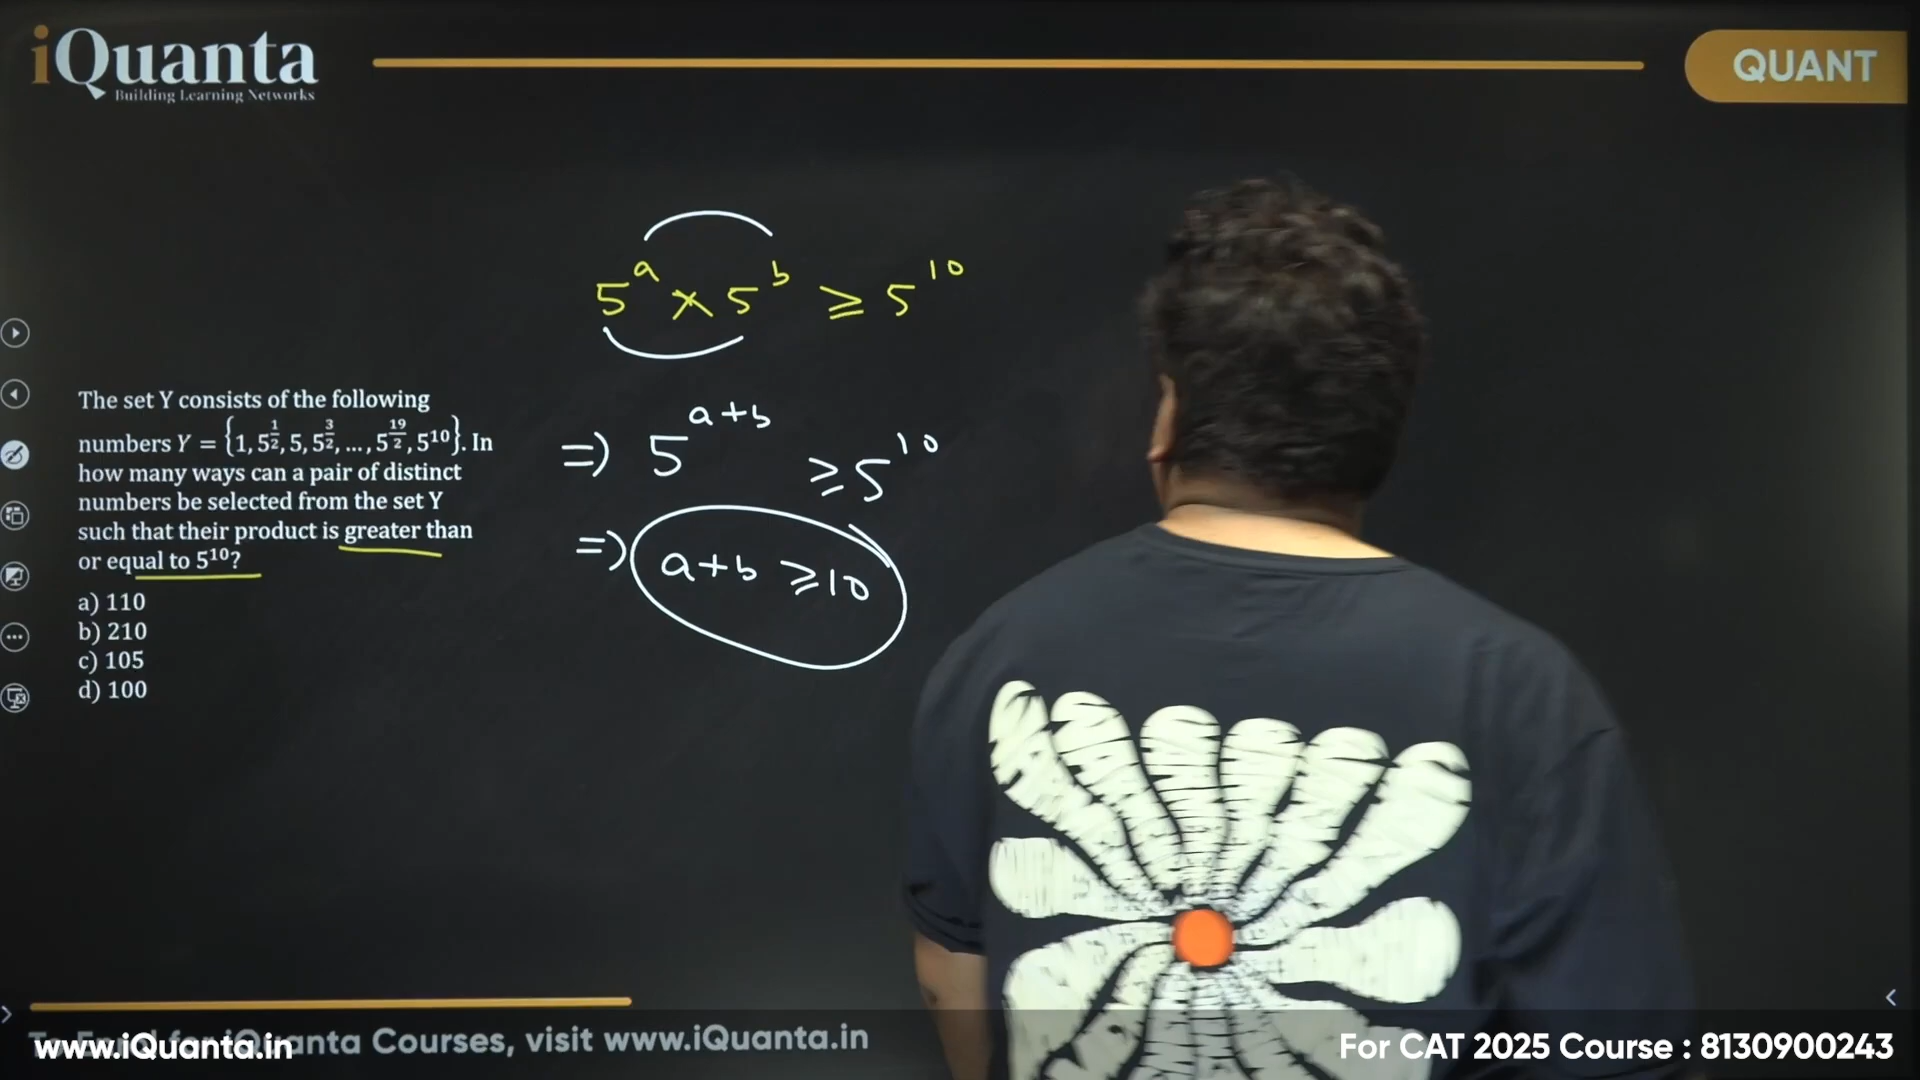 iQuanta
Building Learning Networks
QUANT
5^a × 5^b ≥ 5^10
⇒ 5^{a+b} ≥ 5^10
⇒ a+b ≥ 10
The set Y consists of the following
numbers Y = {1, 5^{1/2}, 5, 5^{3/2}, ..., 5^{19/2}, 5^{10}}. In
how many ways can a pair of distinct
numbers be selected from the set Y
such that their product is greater than
or equal to 5^{10}?
a) 110
b) 210
c) 105
d) 100
To Enrol for iQuanta Courses, visit www.iQuanta.in
www.iQuanta.in
For CAT 2025 Course : 8130900243